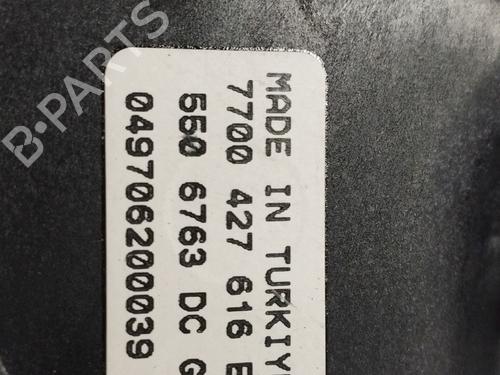 MADE IN TURKIY
7700 427 616 E
550 6763 DC G
0497062000039
B-PARTS